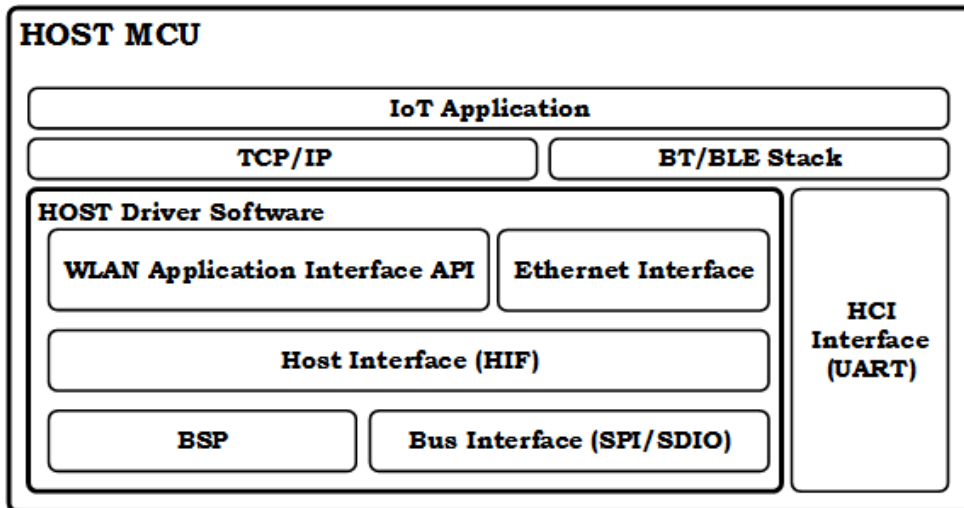 HOST MCU
IoT Application
TCP/IP
BT/BLE Stack
HOST Driver Software
WLAN Application Interface API
Ethernet Interface
HCI
Interface
(UART)
Host Interface (HIF)
BSP
Bus Interface (SPI/SDIO)